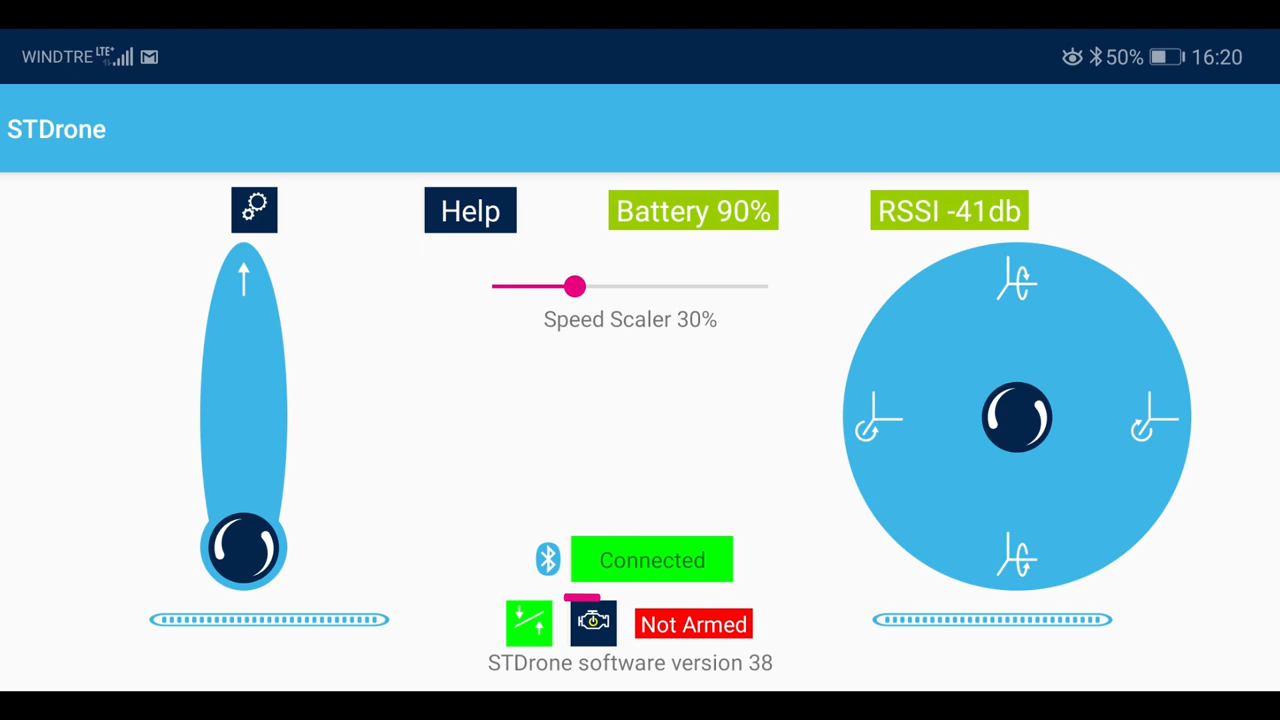 WINDTRE LTE+ 50% 16:20
STDrone
Help Battery 90% RSSI -41db
Speed Scaler 30%
Connected
Not Armed
STDrone software version 38